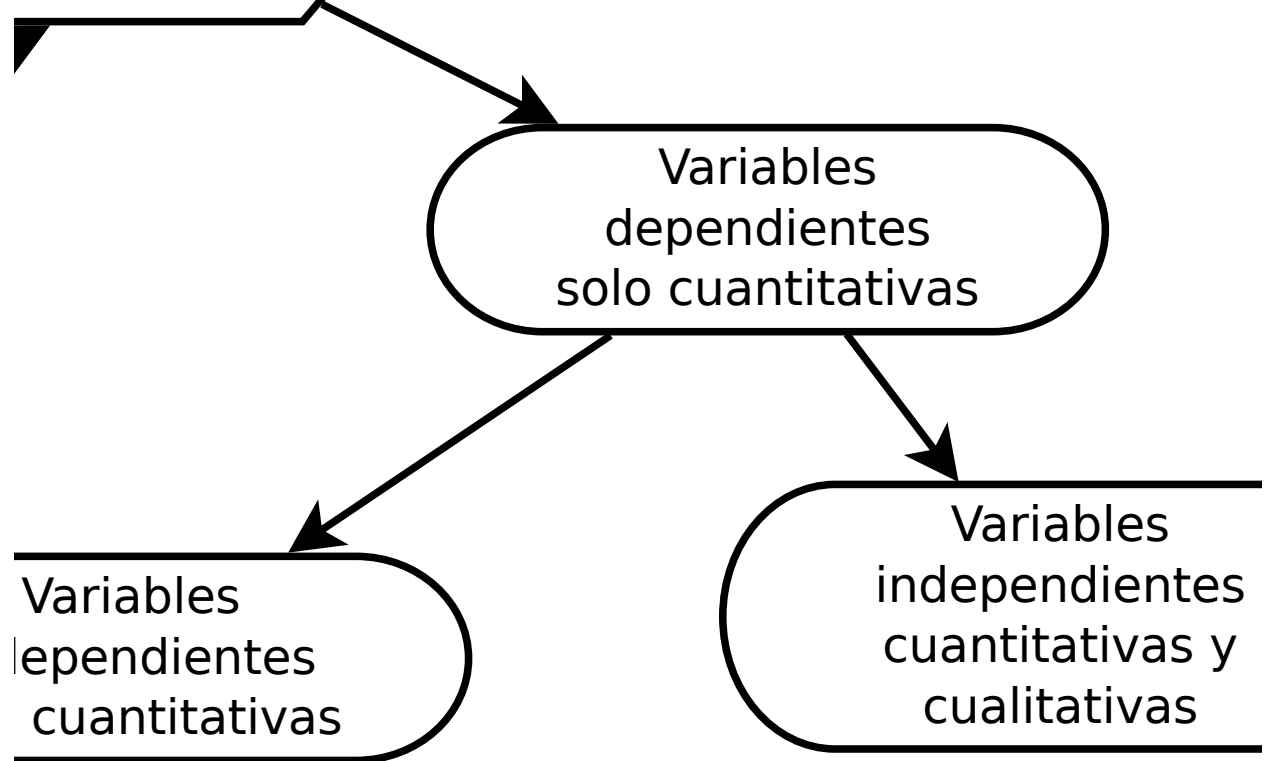 Variables
dependientes
solo cuantitativas
Variables
independientes
cuantitativas y
cualitativas
Variables
cuantitativas